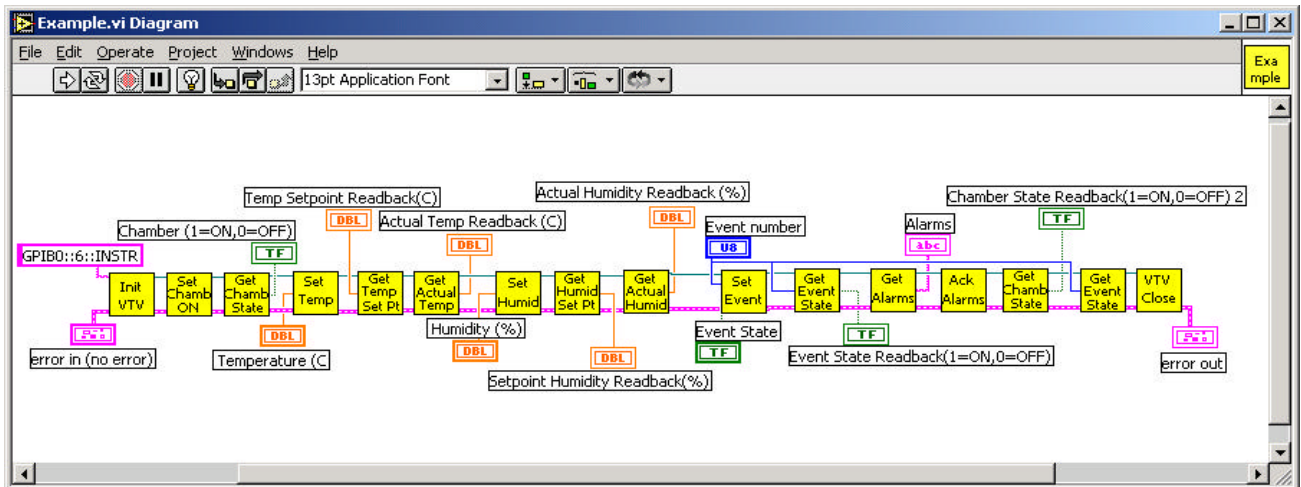 Example.vi Diagram
File Edit Operate Project Windows Help
Exa
mple
13pt Application Font
Temp Setpoint Readback(C)
Actual Humidity Readback (%)
Chamber State Readback(1=ON,0=OFF) 2
DBL
DBL
TF
Chamber (1=ON,0=OFF)
Actual Temp Readback (C)
Event number
Alarms
TF
DBL
U8
abc
GPIB0::6::INSTR
Init
VTV
Set
Chamb
ON
Get
Chamb
State
Set
Temp
Get
Temp
Set Pt
Get
Actual
Temp
Set
Humid
Get
Humid
Set Pt
Get
Actual
Humid
Set
Event
Get
Event
State
Get
Alarms
Ack
Alarms
Get
Chamb
State
Get
Event
State
VTV
Close
error in (no error)
DBL
Temperature (C
Humidity (%)
DBL
DBL
Setpoint Humidity Readback(%)
Event State
TF
TF
Event State Readback(1=ON,0=OFF)
error out